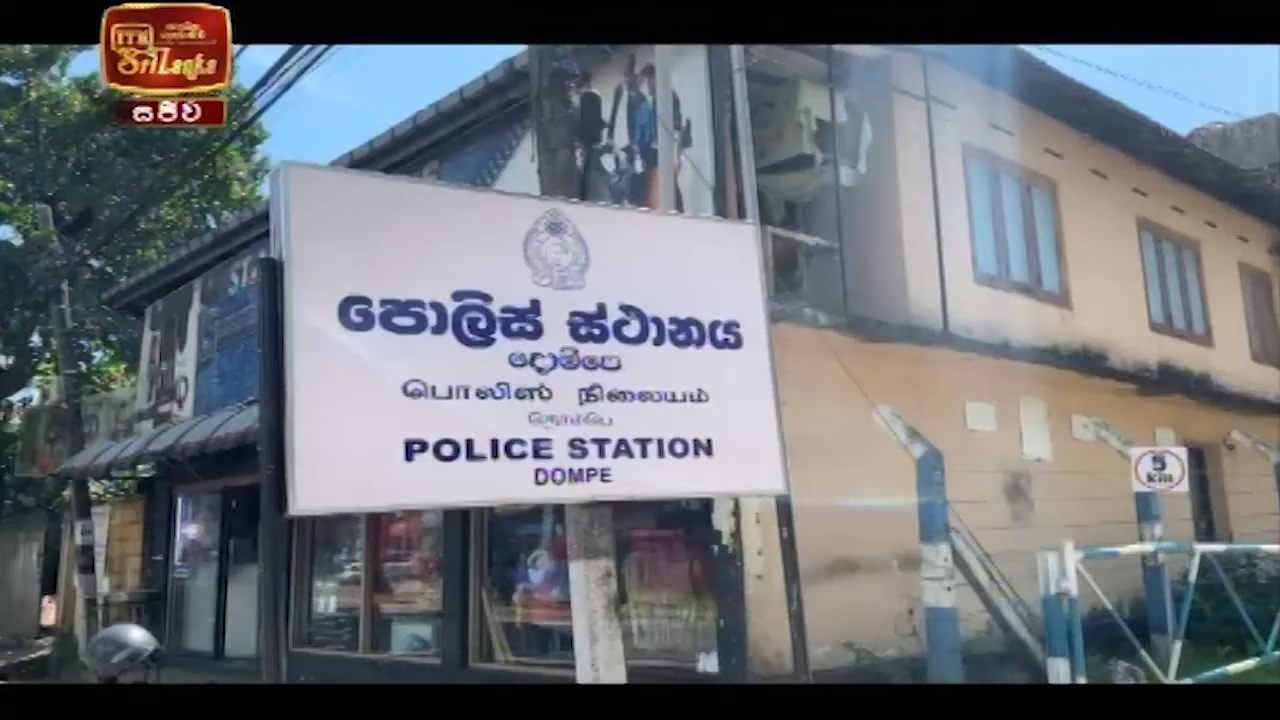 ITN
Sri Lanka
සජීව
පොලිස් ස්ථානය
දොම්පෙ
பொலிஸ் நிலையம்
தொம்பே
POLICE STATION
DOMPE
5
km